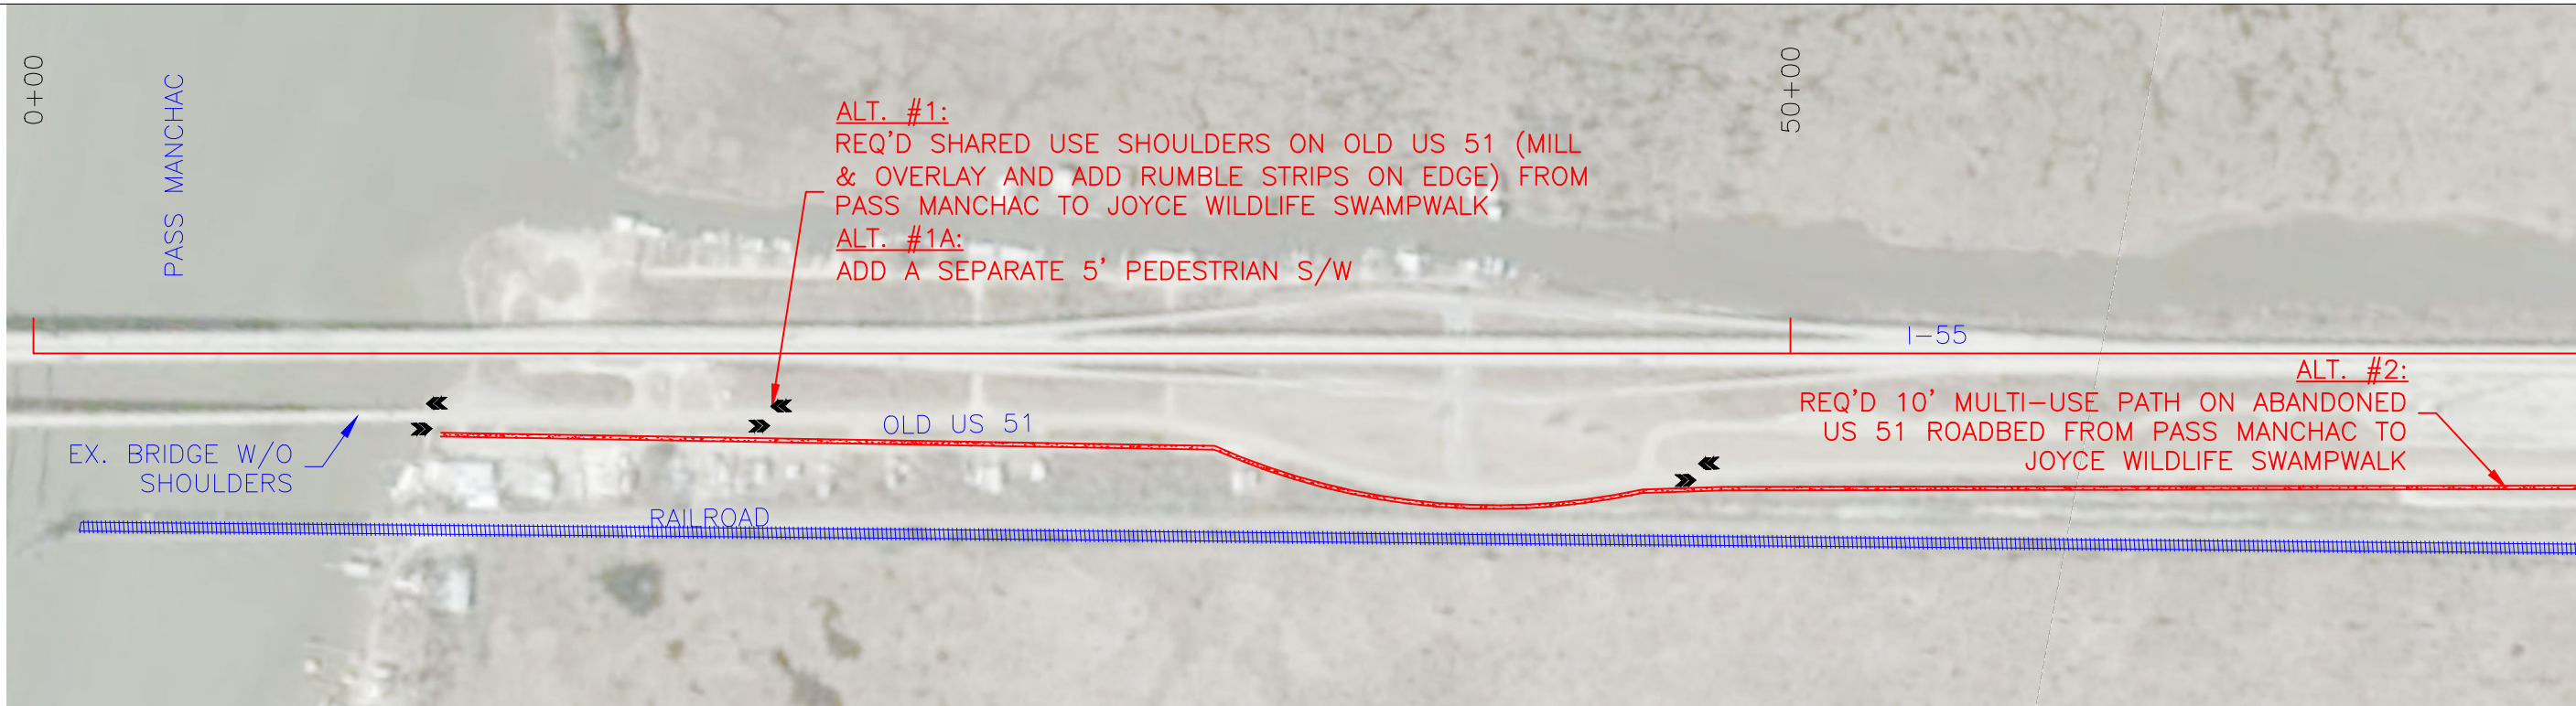 0+00
PASS MANCHAC
50+00
ALT. #1:
REQ'D SHARED USE SHOULDERS ON OLD US 51 (MILL
& OVERLAY AND ADD RUMBLE STRIPS ON EDGE) FROM
PASS MANCHAC TO JOYCE WILDLIFE SWAMPWALK
ALT. #1A:
ADD A SEPARATE 5' PEDESTRIAN S/W
I-55
ALT. #2:
REQ'D 10' MULTI-USE PATH ON ABANDONED
US 51 ROADBED FROM PASS MANCHAC TO
JOYCE WILDLIFE SWAMPWALK
OLD US 51
EX. BRIDGE W/O
SHOULDERS
RAILROAD